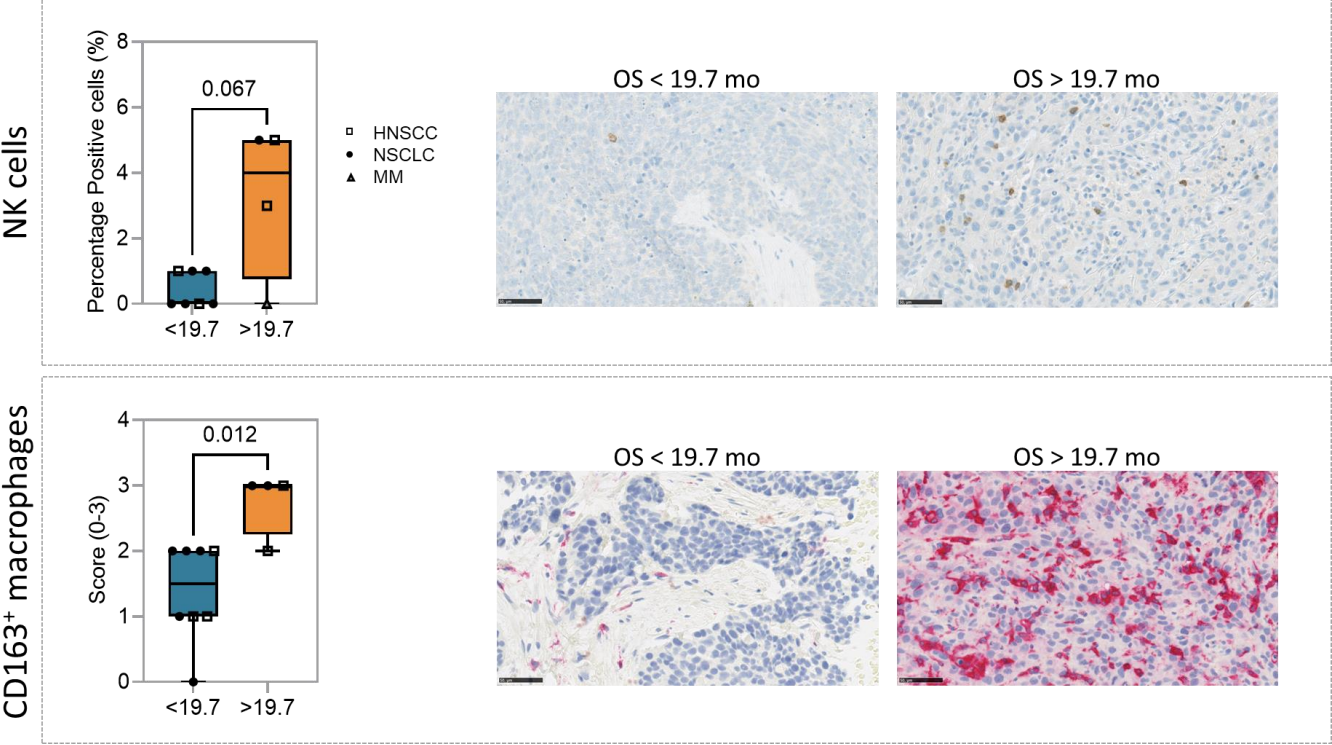 NK cells
Percentage Positive cells (%)
8
6
4
2
0
0.067
<19.7 >19.7
HNSCC
NSCLC
MM
OS < 19.7 mo
OS > 19.7 mo
CD163⁺ macrophages
Score (0-3)
4
3
2
1
0
0.012
<19.7 >19.7
OS < 19.7 mo
OS > 19.7 mo